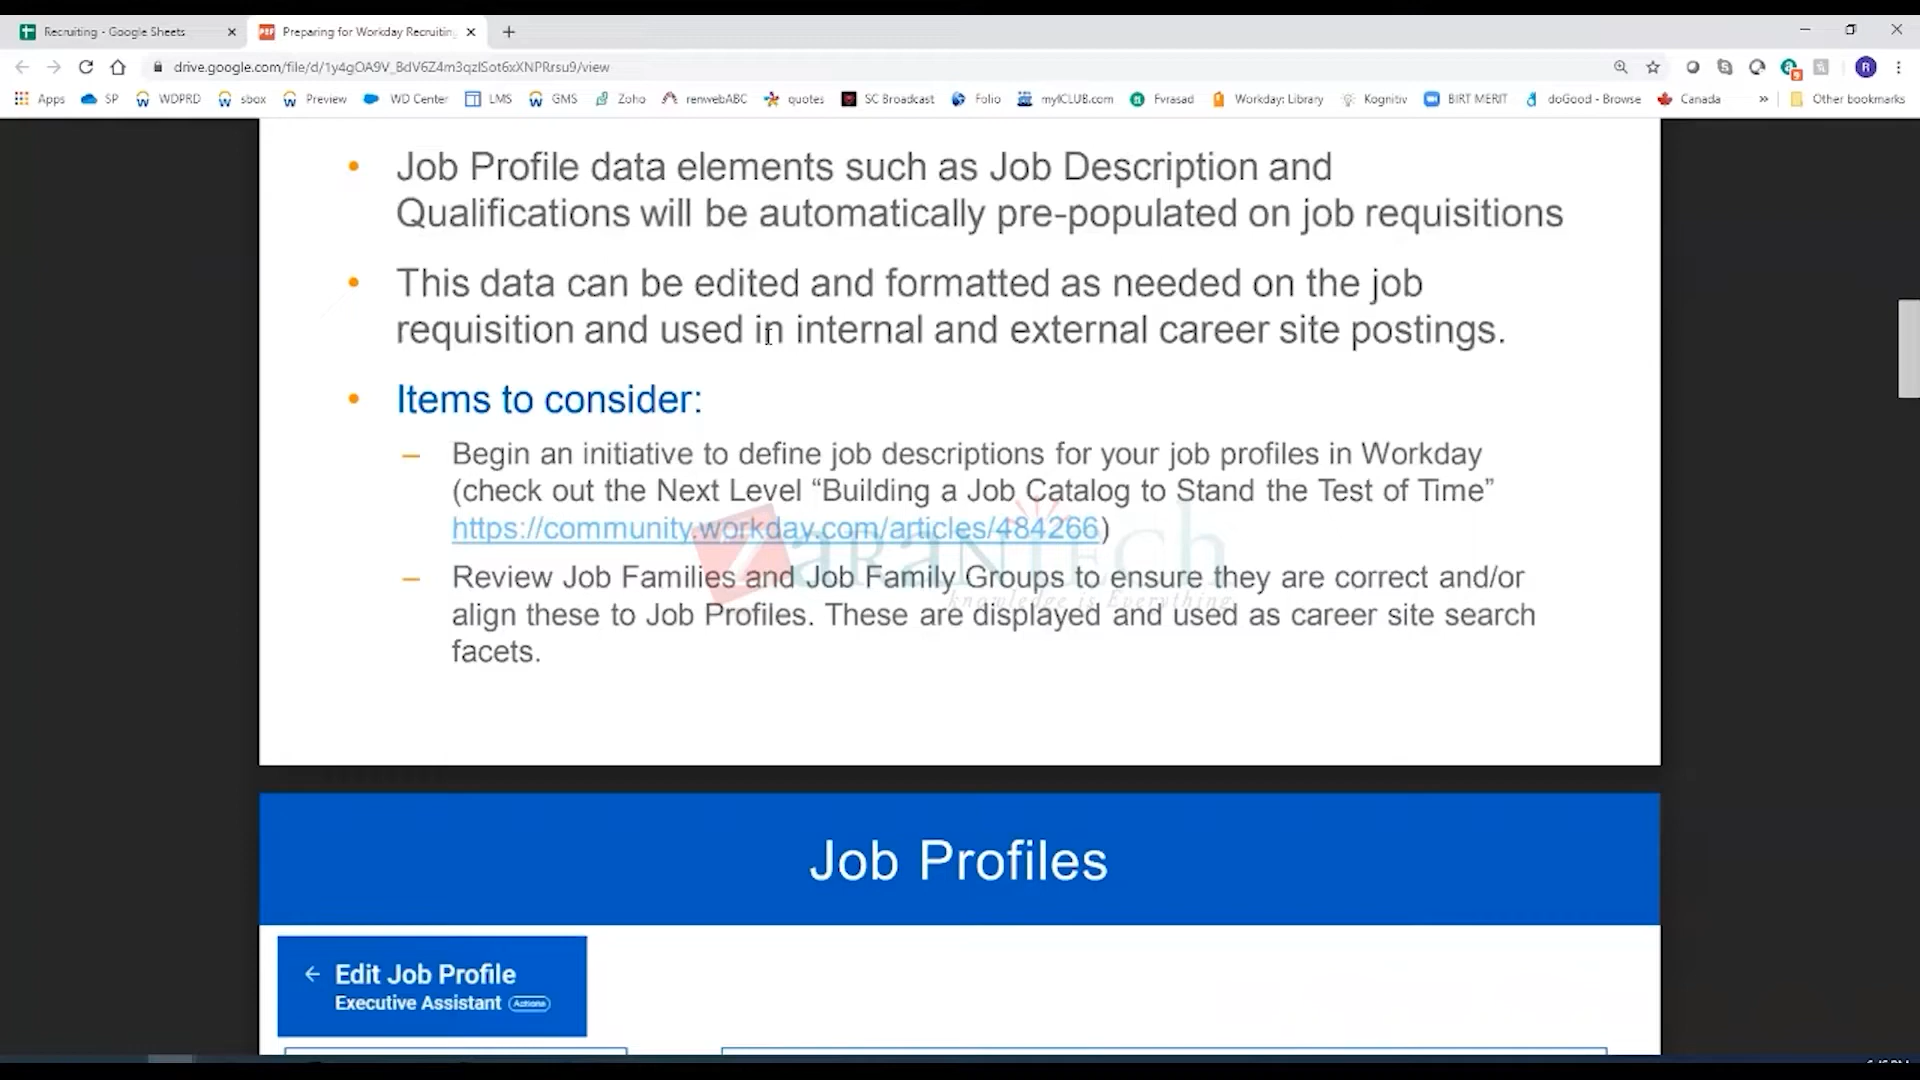 Recruiting - Google Sheets
Preparing for Workday Recruiting
drive.google.com/file/d/1y4gOA9V_BdV6Z4m3qzlSot6xXNPRrsu9/view
Apps SP WDPRD sbox Preview WD Center LMS GMS Zoho renwebABC quotes SC Broadcast Folio myICLUB.com Fvrasad Workday: Library Kognitiv BIRT MERIT doGood - Browse Canada » Other bookmarks
• Job Profile data elements such as Job Description and
Qualifications will be automatically pre-populated on job requisitions
• This data can be edited and formatted as needed on the job
requisition and used in internal and external career site postings.
• Items to consider:
– Begin an initiative to define job descriptions for your job profiles in Workday
(check out the Next Level “Building a Job Catalog to Stand the Test of Time”
https://community.workday.com/articles/484266)
ZaranTech
– Review Job Families and Job Family Groups to ensure they are correct and/or
knowledge is Everything
align these to Job Profiles. These are displayed and used as career site search
facets.
Job Profiles
Edit Job Profile
Executive Assistant Actions